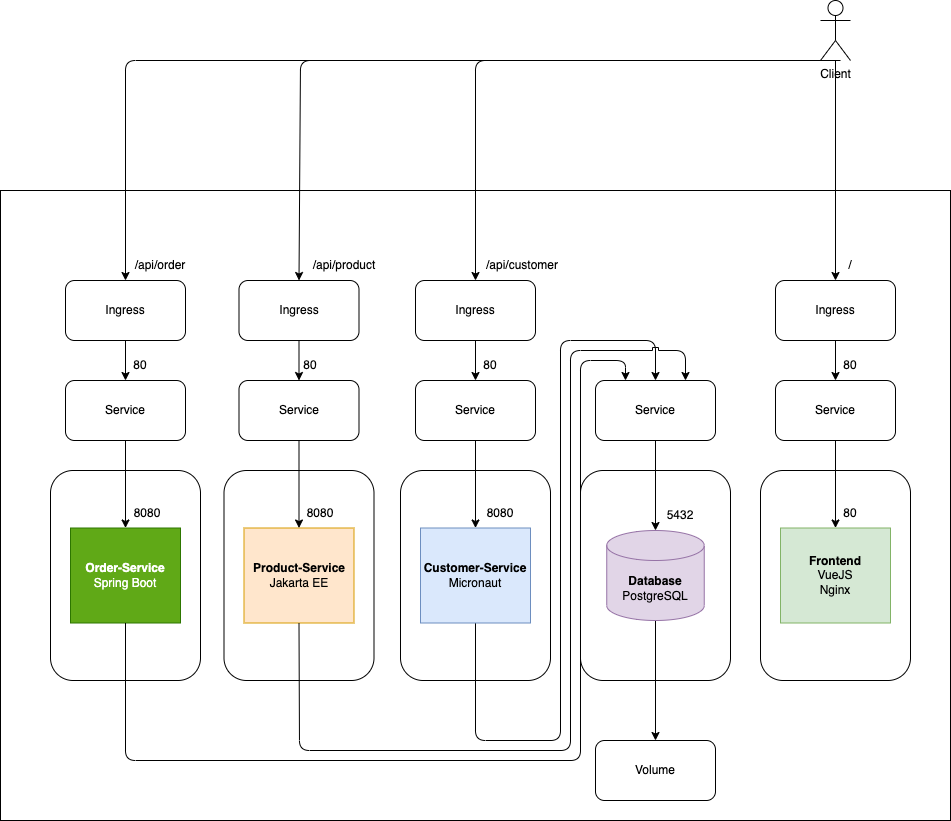 Client
/api/order
/api/product
/api/customer
/
Ingress
Ingress
Ingress
Ingress
80
80
80
80
Service
Service
Service
Service
Service
8080
8080
8080
5432
80
Order-Service
Spring Boot
Product-Service
Jakarta EE
Customer-Service
Micronaut
Database
PostgreSQL
Frontend
VueJS
Nginx
Volume